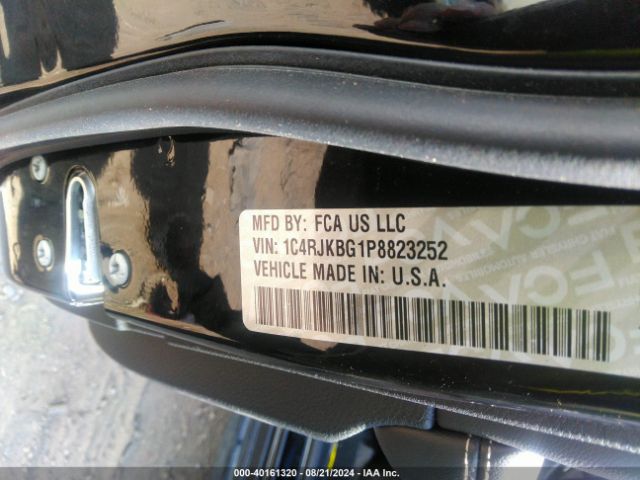 MFD BY: FCA US LLC
VIN: 1C4RJKBG1P8823252
VEHICLE MADE IN: U.S.A.
000-40161320 - 08/21/2024 - IAA Inc.